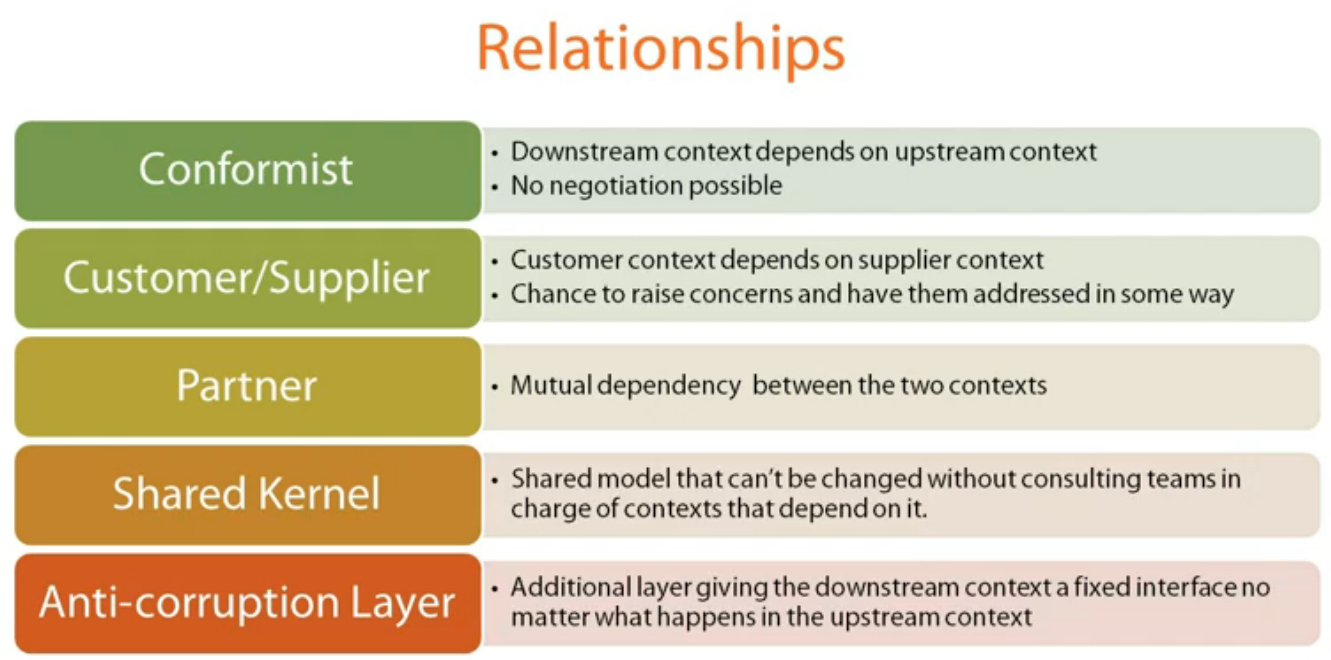 Relationships
Conformist
• Downstream context depends on upstream context
• No negotiation possible
Customer/Supplier
• Customer context depends on supplier context
• Chance to raise concerns and have them addressed in some way
Partner
• Mutual dependency between the two contexts
Shared Kernel
• Shared model that can't be changed without consulting teams in
charge of contexts that depend on it.
Anti-corruption Layer
• Additional layer giving the downstream context a fixed interface no
matter what happens in the upstream context